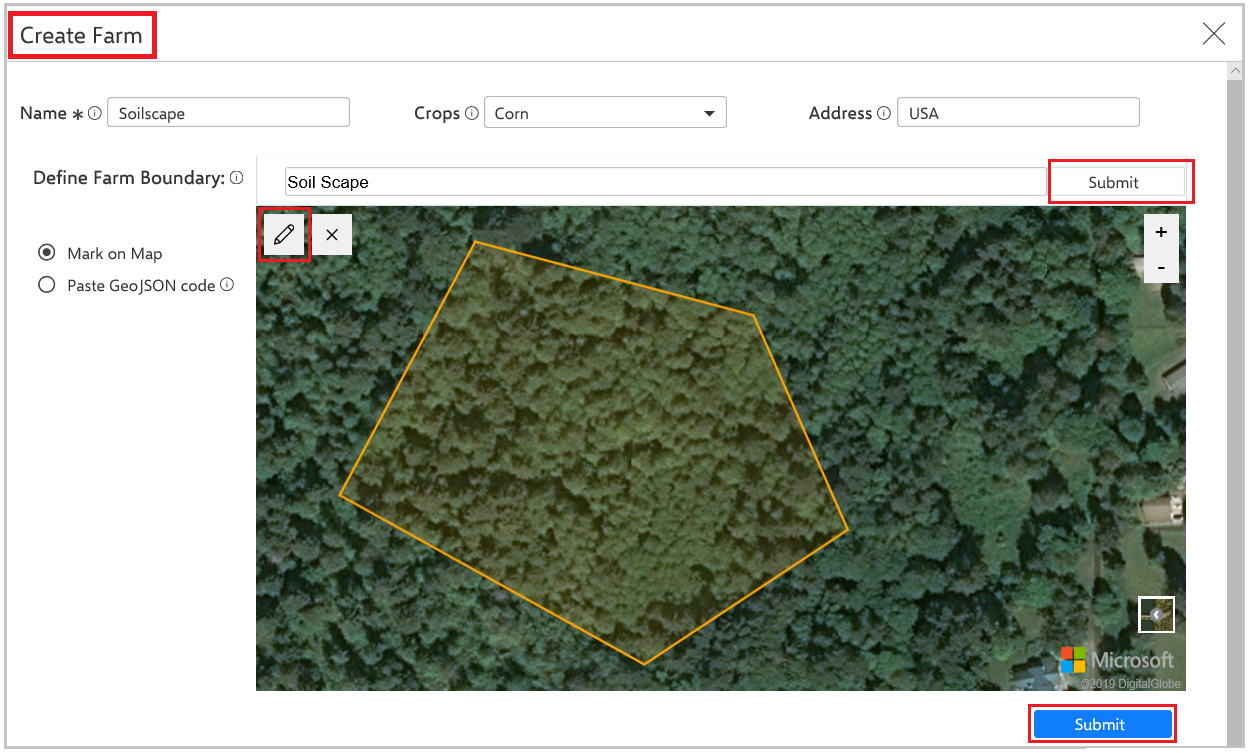 Create Farm
Name * Soilscape Crops Corn Address USA
Define Farm Boundary: Soil Scape Submit
Mark on Map
Paste GeoJSON code
+
-
Microsoft
©2019 DigitalGlobe
Submit